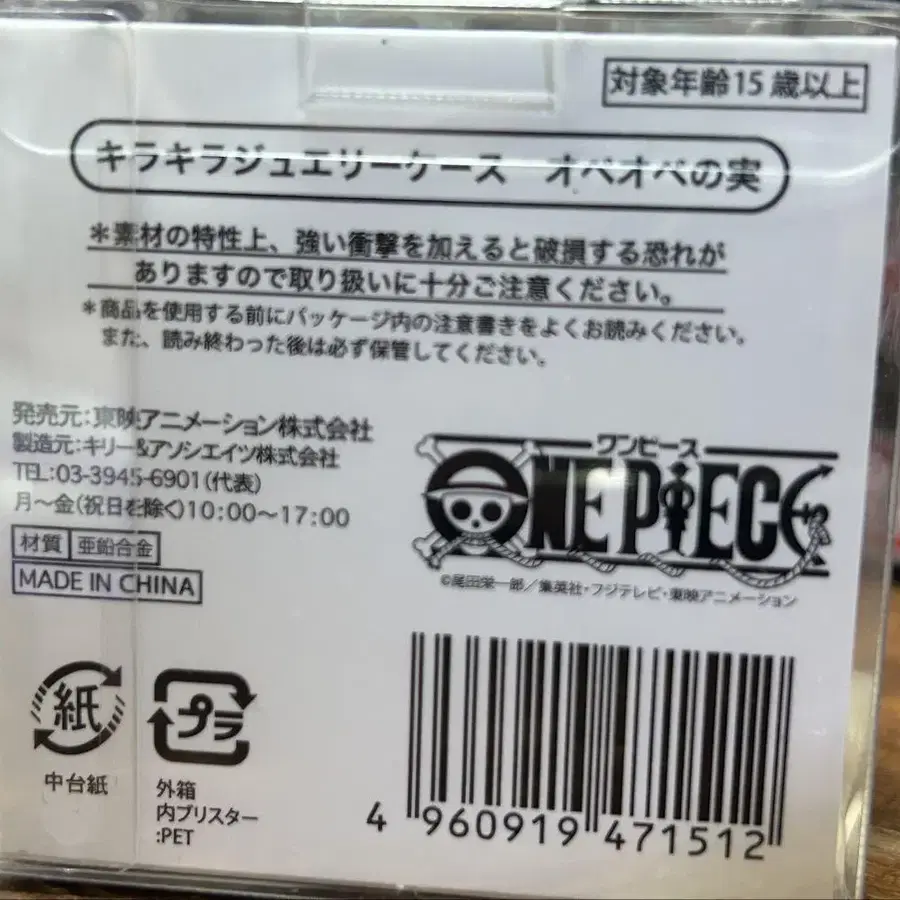 対象年齢15歳以上
キラキラジュエリーケース　オペオペの実
＊素材の特性上、強い衝撃を加えると破損する恐れが
ありますので取り扱いに十分ご注意ください。
＊商品を使用する前にパッケージ内の注意書きをよくお読みください。
また、読み終わった後は必ず保管してください。
発売元:東映アニメーション株式会社
製造元:キリー&アソシエイツ株式会社
TEL:03-3945-6901(代表)
月〜金(祝日を除く)10:00〜17:00
材質 亜鉛合金
MADE IN CHINA
ワンピース
ONE PIECE
©尾田栄一郎／集英社・フジテレビ・東映アニメーション
紙
中台紙
プラ
外箱
内ブリスター
:PET
4 960919 471512